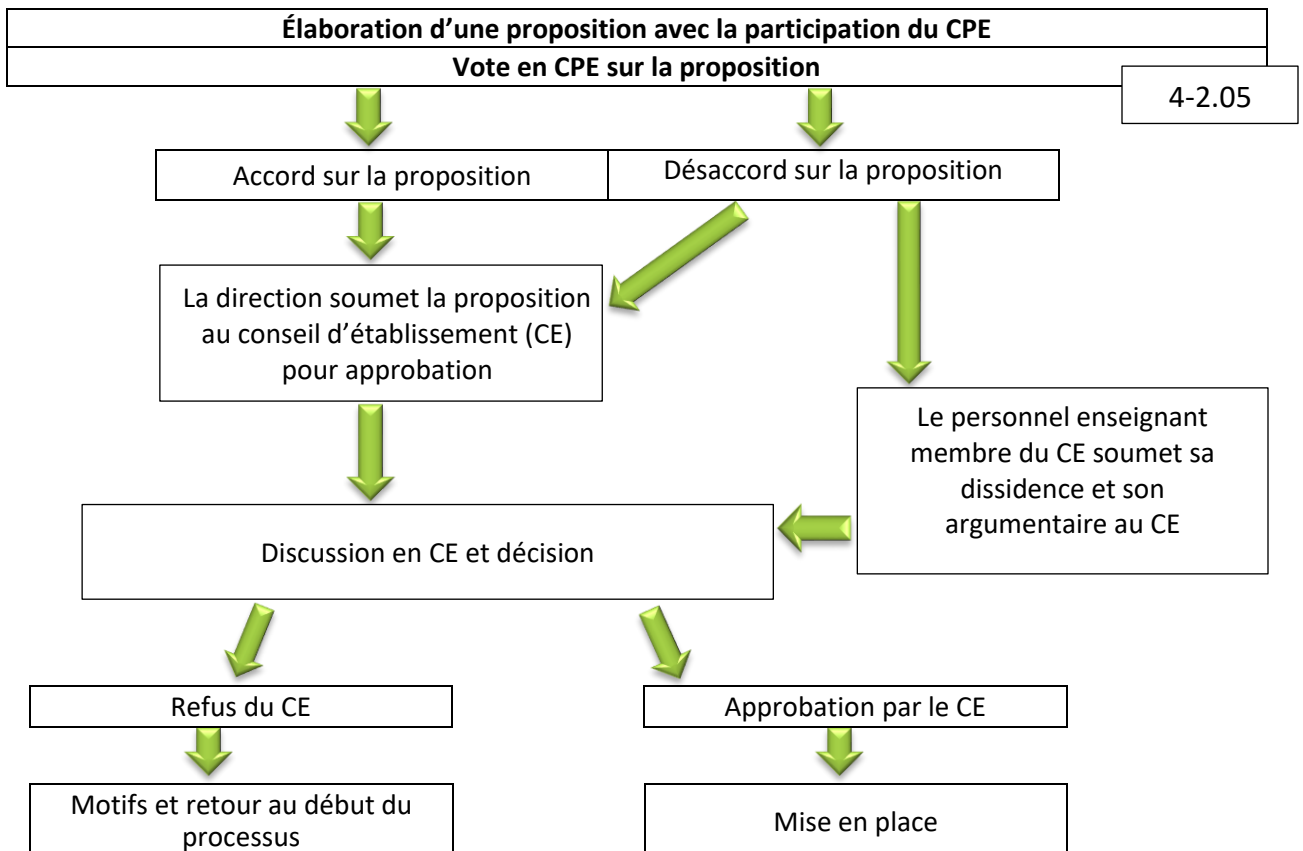 Élaboration d’une proposition avec la participation du CPE
Vote en CPE sur la proposition
4-2.05
Accord sur la proposition
Désaccord sur la proposition
La direction soumet la proposition
au conseil d’établissement (CE)
pour approbation
Le personnel enseignant
membre du CE soumet sa
dissidence et son
argumentaire au CE
Discussion en CE et décision
Refus du CE
Approbation par le CE
Motifs et retour au début du
processus
Mise en place